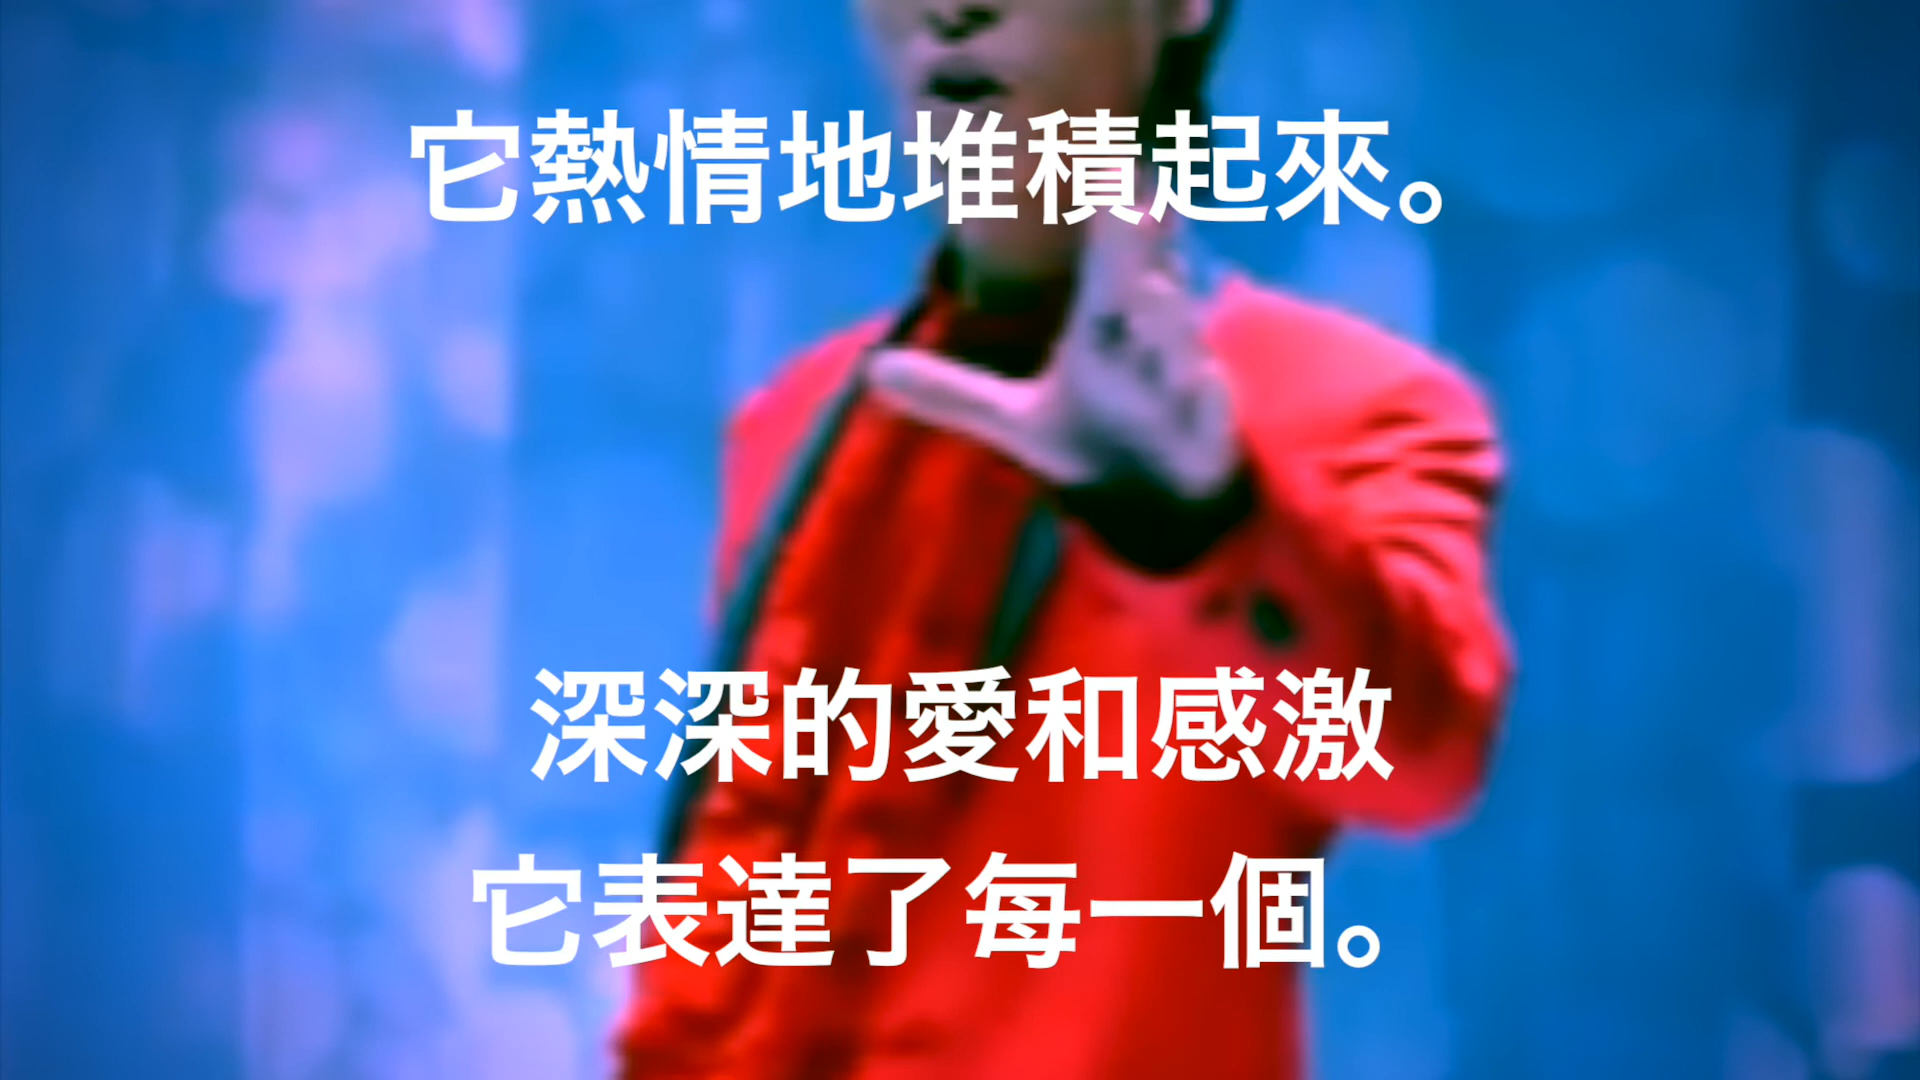 它熱情地堆積起來。
深深的愛和感激
它表達了每一個。